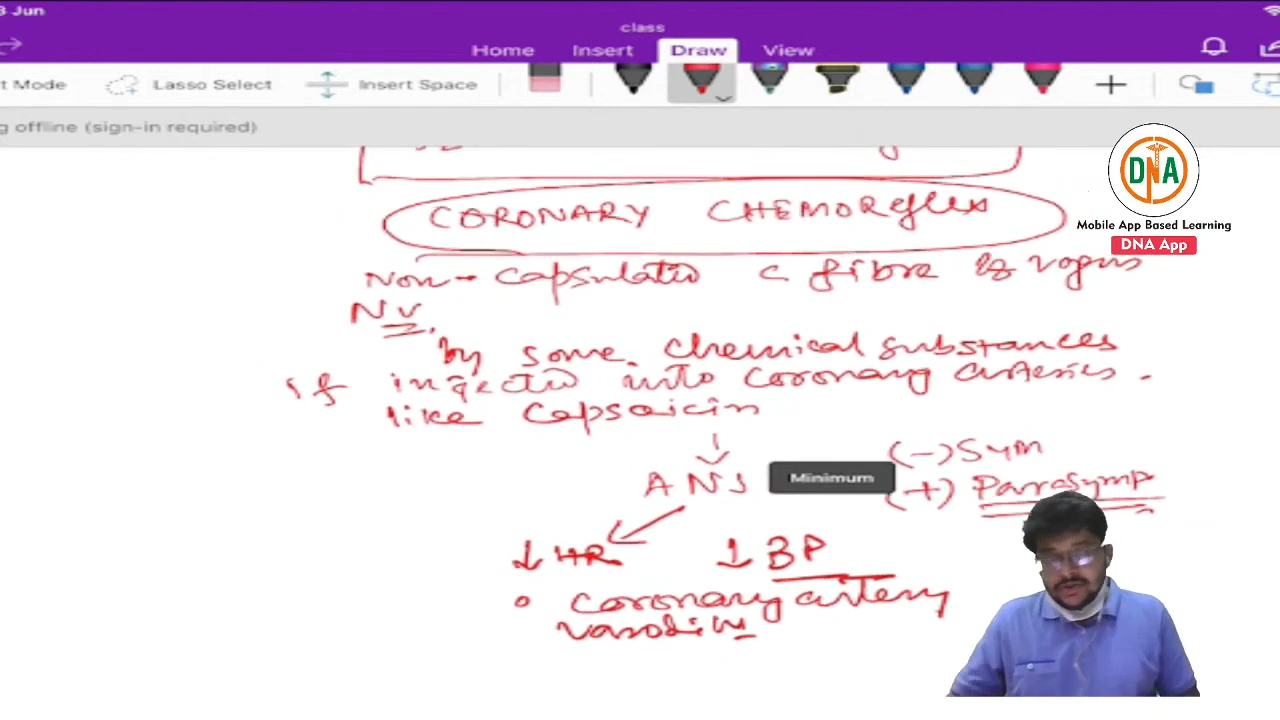 3 Jun
class
Home Insert Draw View
t Mode Lasso Select Insert Space
g offline (sign-in required)
DNA
Mobile App Based Learning
DNA App
CORONARY CHEMOReflex
Non-capsulated C fibre of vagus
Nv.
by some chemical substances
if injected into coronary arteries.
like Capsaicin
ANS
Minimum
(-) Sym
(+) Parasymp
↓ HR ↓ BP
coronary artery